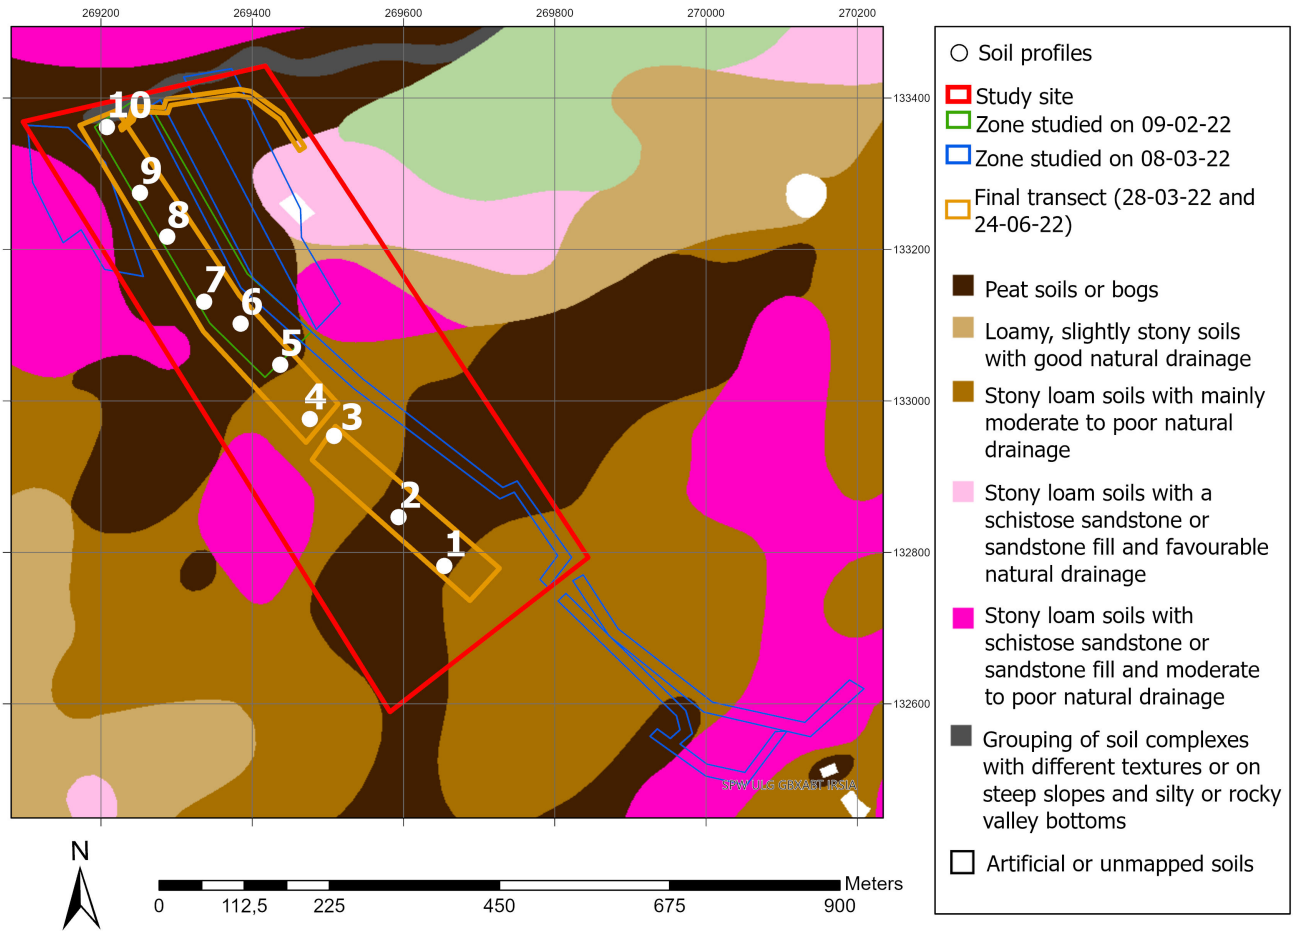 269200 269400 269600 269800 270000 270200
133400
133200
133000
132800
132600
10
9
8
7
6
5
4
3
2
1
SPW ULG GBXABT IRSIA
N
Meters
0 112,5 225 450 675 900
Soil profiles
Study site
Zone studied on 09-02-22
Zone studied on 08-03-22
Final transect (28-03-22 and
24-06-22)
Peat soils or bogs
Loamy, slightly stony soils
with good natural drainage
Stony loam soils with mainly
moderate to poor natural
drainage
Stony loam soils with a
schistose sandstone or
sandstone fill and favourable
natural drainage
Stony loam soils with
schistose sandstone or
sandstone fill and moderate
to poor natural drainage
Grouping of soil complexes
with different textures or on
steep slopes and silty or rocky
valley bottoms
Artificial or unmapped soils